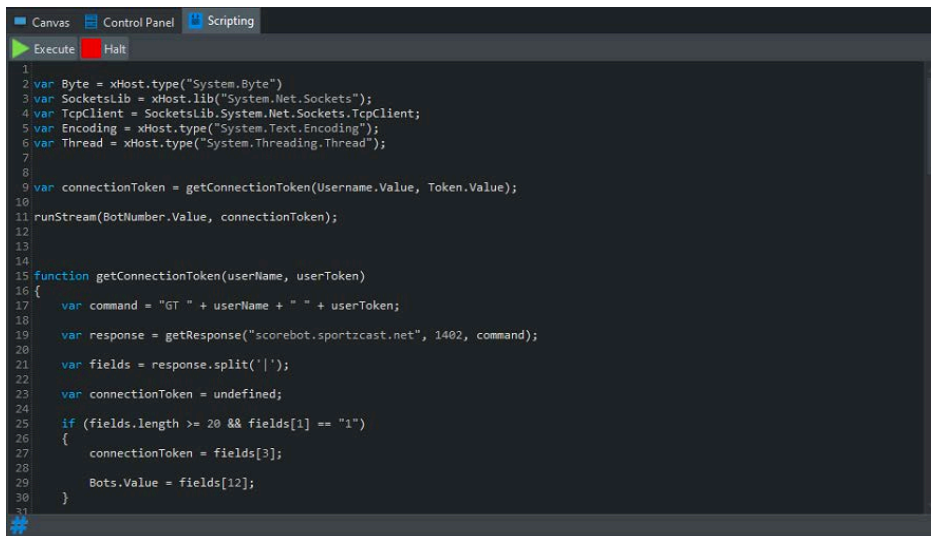 Canvas Control Panel Scripting
Execute Halt
1
2 var Byte = xHost.type("System.Byte")
3 var SocketsLib = xHost.lib("System.Net.Sockets");
4 var TcpClient = SocketsLib.System.Net.Sockets.TcpClient;
5 var Encoding = xHost.type("System.Text.Encoding");
6 var Thread = xHost.type("System.Threading.Thread");
7
8
9 var connectionToken = getConnectionToken(Username.Value, Token.Value);
10
11 runStream(BotNumber.Value, connectionToken);
12
13
14
15 function getConnectionToken(userName, userToken)
16 {
17     var command = "GT " + userName + " " + userToken;
18
19     var response = getResponse("scorebot.sportzcast.net", 1402, command);
20
21     var fields = response.split('|');
22
23     var connectionToken = undefined;
24
25     if (fields.length >= 20 && fields[1] == "1")
26     {
27         connectionToken = fields[3];
28
29         Bots.Value = fields[12];
30     }
31
#